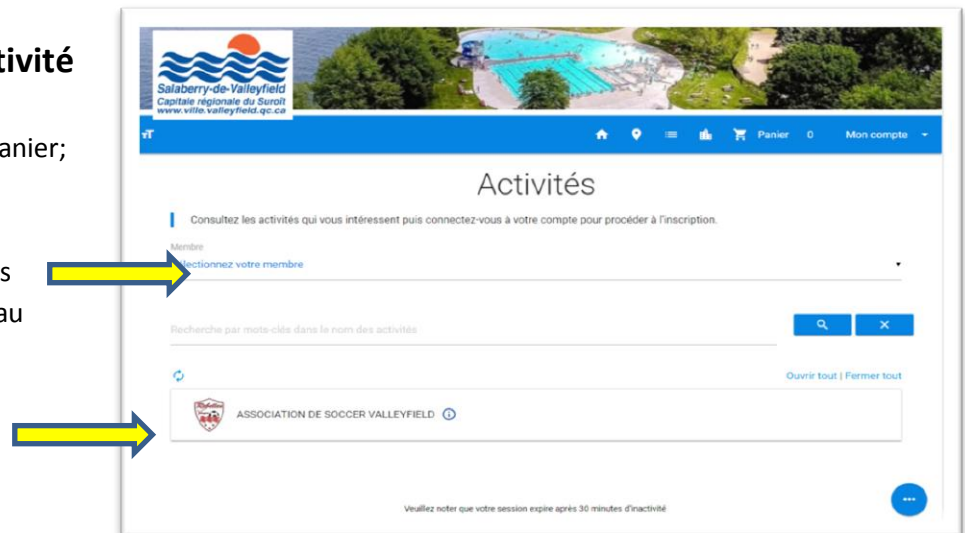 tivité
anier;
s
au
Salaberry-de-Valleyfield
Capitale régionale du Suroît
www.ville.valleyfield.qc.ca
тT
Panier 0 Mon compte
Activités
Consultez les activités qui vous intéressent puis connectez-vous à votre compte pour procéder à l'inscription.
Membre
lectionnez votre membre
Recherche par mots-clés dans le nom des activités
Ouvrir tout | Fermer tout
ASSOCIATION DE SOCCER VALLEYFIELD
Veuillez noter que votre session expire après 30 minutes d'inactivité